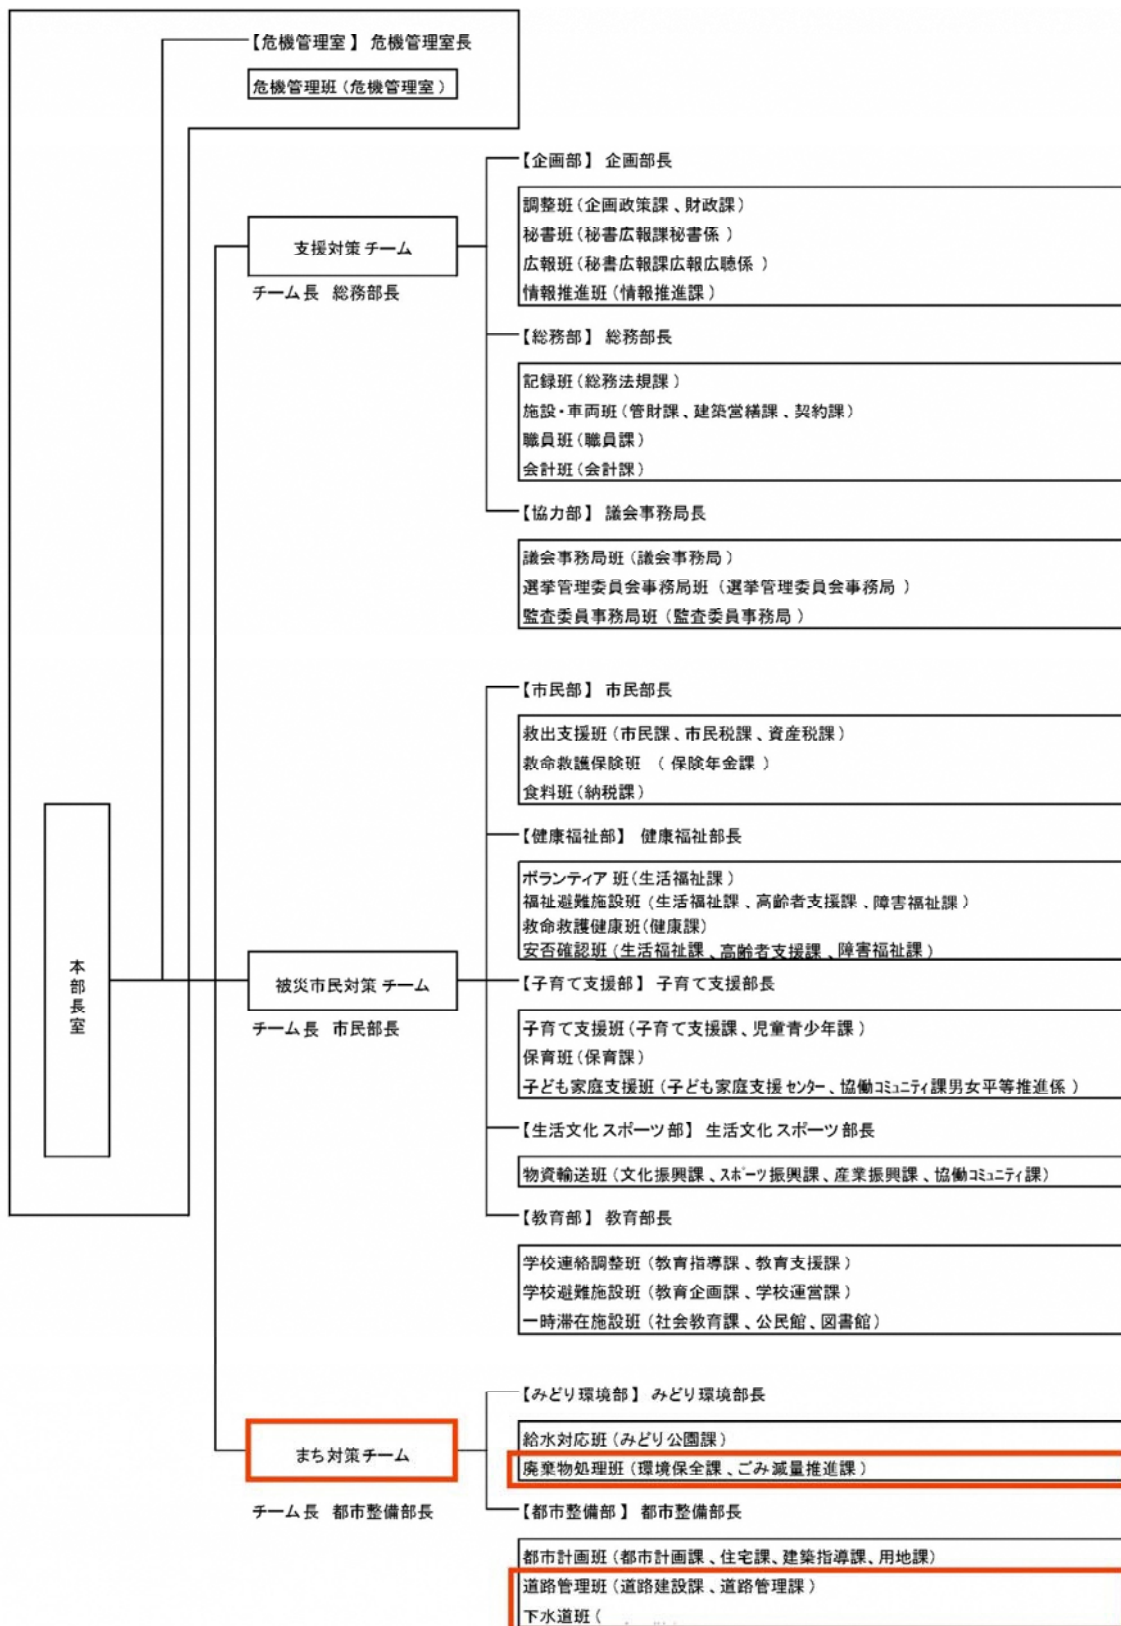 【危機管理室】 危機管理室長
危機管理班(危機管理室)
【企画部】 企画部長
調整班(企画政策課、財政課)
秘書班(秘書広報課秘書係)
広報班(秘書広報課広報広聴係)
情報推進班(情報推進課)
支援対策チーム
チーム長 総務部長
【総務部】 総務部長
記録班(総務法規課)
施設・車両班(管財課、建築営繕課、契約課)
職員班(職員課)
会計班(会計課)
【協力部】 議会事務局長
議会事務局班(議会事務局)
選挙管理委員会事務局班(選挙管理委員会事務局)
監査委員事務局班(監査委員事務局)
【市民部】 市民部長
救出支援班(市民課、市民税課、資産税課)
救命救護保険班 (保険年金課)
食料班(納税課)
【健康福祉部】 健康福祉部長
ボランティア班(生活福祉課)
福祉避難施設班(生活福祉課、高齢者支援課、障害福祉課)
救命救護健康班(健康課)
安否確認班(生活福祉課、高齢者支援課、障害福祉課)
本部長室
被災市民対策チーム
チーム長 市民部長
【子育て支援部】 子育て支援部長
子育て支援班(子育て支援課、児童青少年課)
保育班(保育課)
子ども家庭支援班(子ども家庭支援センター、協働コミュニティ課男女平等推進係)
【生活文化スポーツ部】 生活文化スポーツ部長
物資輸送班(文化振興課、スポーツ振興課、産業振興課、協働コミュニティ課)
【教育部】 教育部長
学校連絡調整班(教育指導課、教育支援課)
学校避難施設班(教育企画課、学校運営課)
一時滞在施設班(社会教育課、公民館、図書館)
【みどり環境部】 みどり環境部長
給水対応班(みどり公園課)
廃棄物処理班(環境保全課、ごみ減量推進課)
まち対策チーム
チーム長 都市整備部長
【都市整備部】 都市整備部長
都市計画班(都市計画課、住宅課、建築指導課、用地課)
道路管理班(道路建設課、道路管理課)
下水道班(